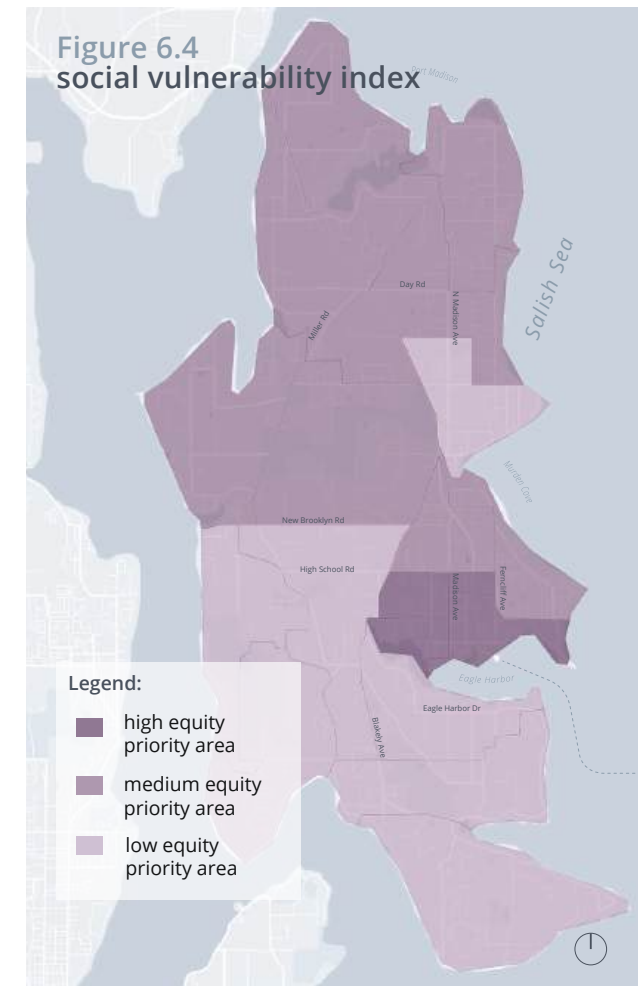 Figure 6.4
social vulnerability index
Port Madison
Salish Sea
Day Rd
N Madison Ave
Miller Rd
Murden Cove
New Brooklyn Rd
High School Rd
Madison Ave
Ferncliff Ave
Eagle Harbor
Eagle Harbor Dr
Blakely Ave
Legend:
high equity
priority area
medium equity
priority area
low equity
priority area